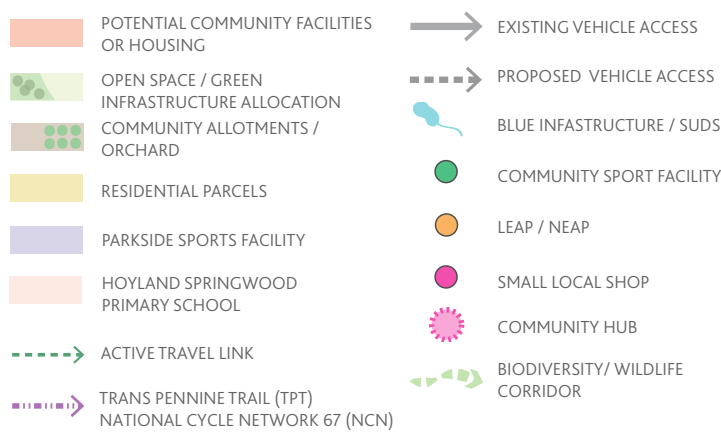 POTENTIAL COMMUNITY FACILITIES
OR HOUSING
OPEN SPACE / GREEN
INFRASTRUCTURE ALLOCATION
COMMUNITY ALLOTMENTS /
ORCHARD
RESIDENTIAL PARCELS
PARKSIDE SPORTS FACILITY
HOYLAND SPRINGWOOD
PRIMARY SCHOOL
ACTIVE TRAVEL LINK
TRANS PENNINE TRAIL (TPT)
NATIONAL CYCLE NETWORK 67 (NCN)
EXISTING VEHICLE ACCESS
PROPOSED VEHICLE ACCESS
BLUE INFASTRUCTURE / SUDS
COMMUNITY SPORT FACILITY
LEAP / NEAP
SMALL LOCAL SHOP
COMMUNITY HUB
BIODIVERSITY/ WILDLIFE
CORRIDOR